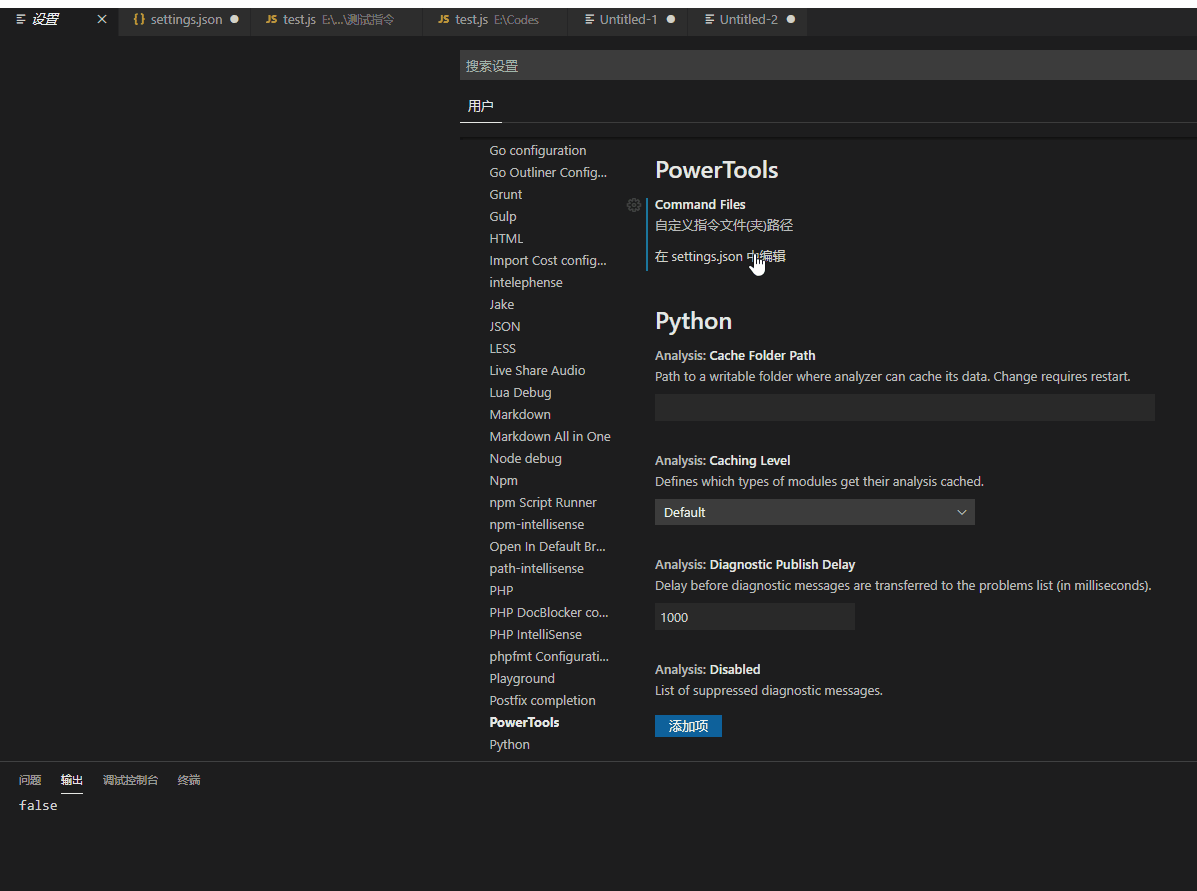 设置 settings.json test.js E:\...\测试指令 test.js E:\Codes Untitled-1 Untitled-2
搜索设置
用户
Go configuration
Go Outliner Config...
Grunt
Gulp
HTML
Import Cost config...
intelephense
Jake
JSON
LESS
Live Share Audio
Lua Debug
Markdown
Markdown All in One
Node debug
Npm
npm Script Runner
npm-intellisense
Open In Default Br...
path-intellisense
PHP
PHP DocBlocker co...
PHP IntelliSense
phpfmt Configurati...
Playground
Postfix completion
PowerTools
Python
PowerTools
Command Files
自定义指令文件(夹)路径
在 settings.json 中编辑
Python
Analysis: Cache Folder Path
Path to a writable folder where analyzer can cache its data. Change requires restart.
Analysis: Caching Level
Defines which types of modules get their analysis cached.
Default
Analysis: Diagnostic Publish Delay
Delay before diagnostic messages are transferred to the problems list (in milliseconds).
1000
Analysis: Disabled
List of suppressed diagnostic messages.
添加项
问题 输出 调试控制台 终端
false